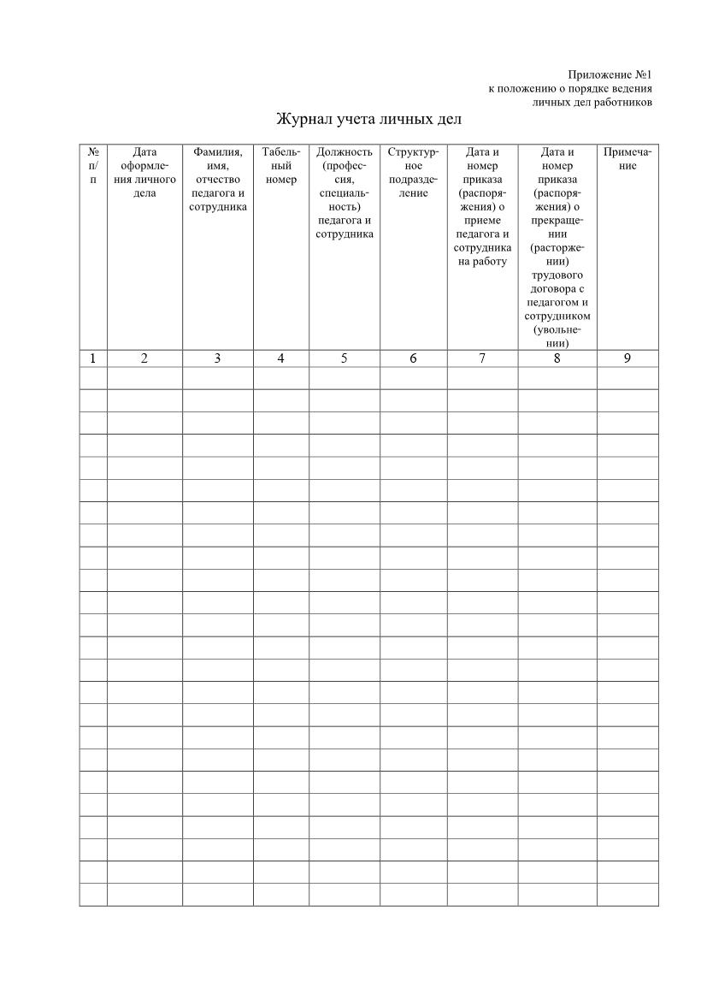 Приложение №1
к положению о порядке ведения
личных дел работников
Журнал учета личных дел
№
п/
п
Дата
оформле-
ния личного
дела
Фамилия,
имя,
отчество
педагога и
сотрудника
Табель-
ный
номер
Должность
(профес-
сия,
специаль-
ность)
педагога и
сотрудника
Структур-
ное
подразде-
ление
Дата и
номер
приказа
(распоря-
жения) о
приеме
педагога и
сотрудника
на работу
Дата и
номер
приказа
(распоря-
жения) о
прекраще-
нии
(расторже-
нии)
трудового
договора с
педагогом и
сотрудником
(увольне-
нии)
Примеча-
ние
1 2 3 4 5 6 7 8 9